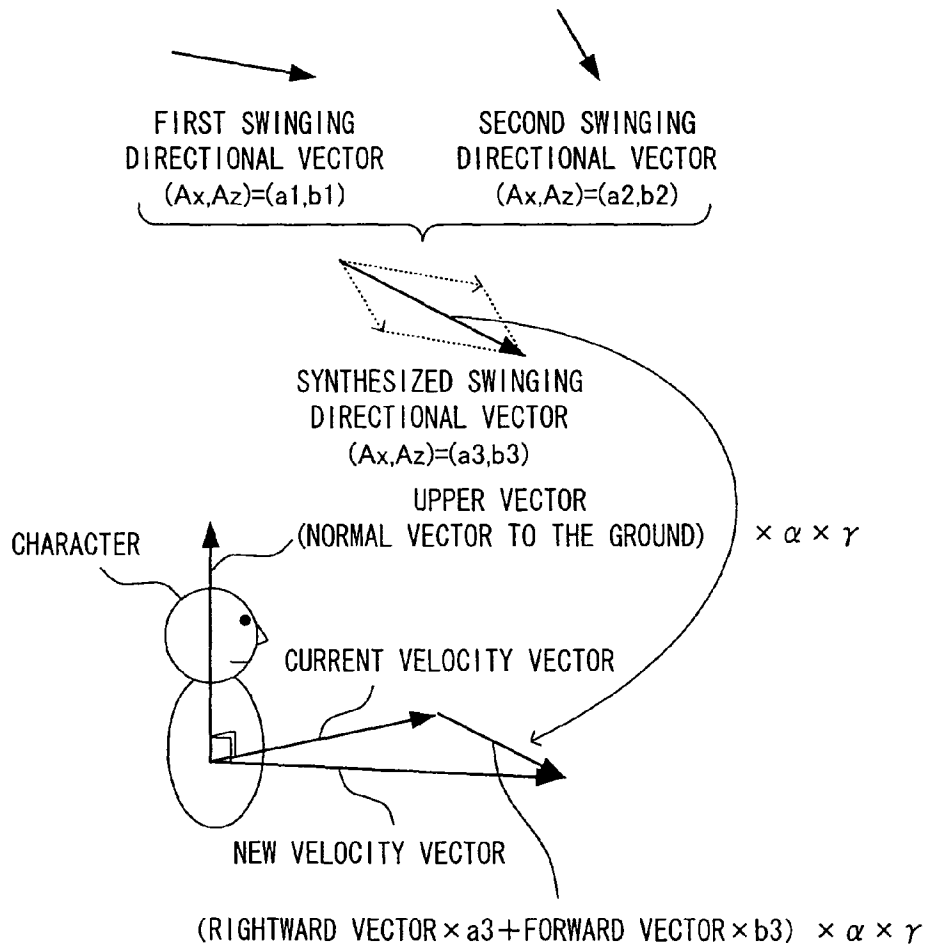 FIRST SWINGING
DIRECTIONAL VECTOR
(Ax,Az)=(a1,b1)
SECOND SWINGING
DIRECTIONAL VECTOR
(Ax,Az)=(a2,b2)
SYNTHESIZED SWINGING
DIRECTIONAL VECTOR
(Ax,Az)=(a3,b3)
UPPER VECTOR
(NORMAL VECTOR TO THE GROUND)
× α × γ
CHARACTER
CURRENT VELOCITY VECTOR
NEW VELOCITY VECTOR
(RIGHTWARD VECTOR×a3+FORWARD VECTOR×b3) × α × γ